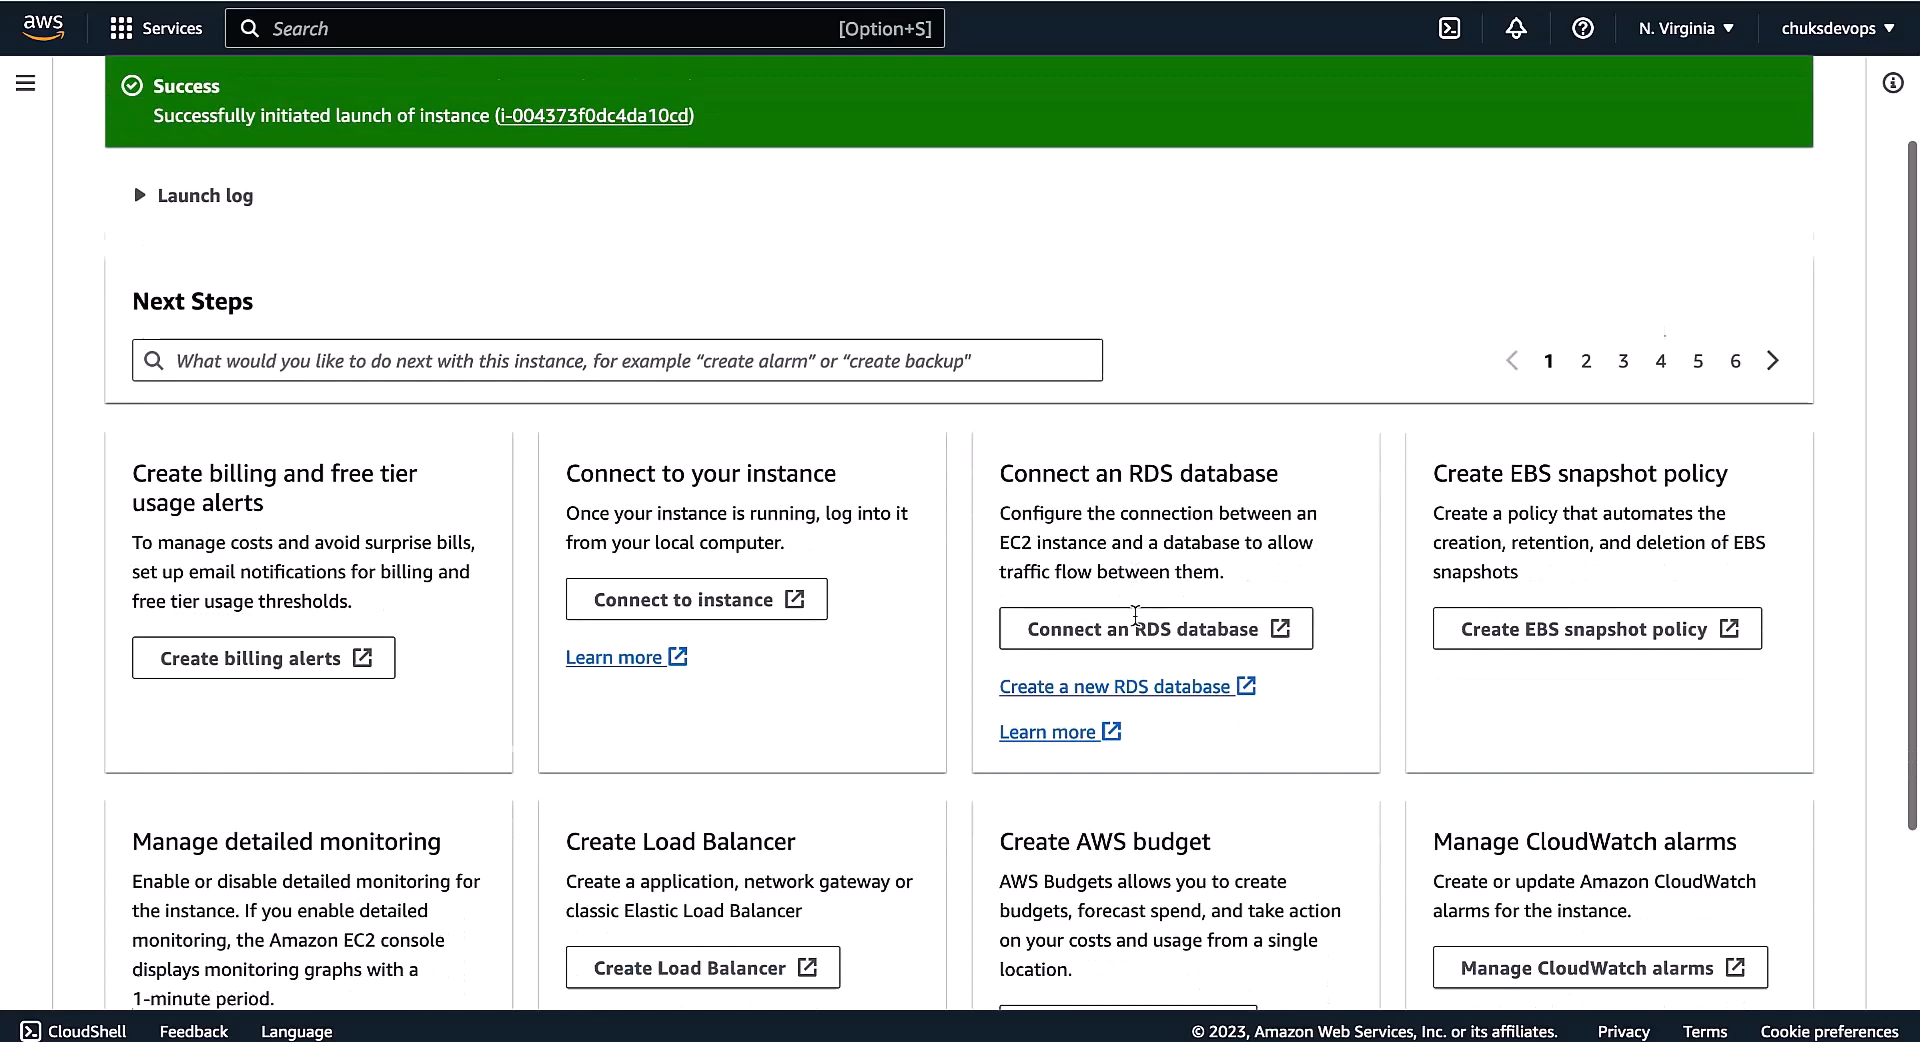 aws Services Search [Option+S] N. Virginia ▼ chuksdevops ▼
Success
Successfully initiated launch of instance (i-004373f0dc4da10cd)
Launch log
Next Steps
What would you like to do next with this instance, for example “create alarm” or “create backup"
1 2 3 4 5 6
Create billing and free tier
usage alerts
To manage costs and avoid surprise bills,
set up email notifications for billing and
free tier usage thresholds.
Create billing alerts
Connect to your instance
Once your instance is running, log into it
from your local computer.
Connect to instance
Learn more
Connect an RDS database
Configure the connection between an
EC2 instance and a database to allow
traffic flow between them.
Connect an RDS database
Create a new RDS database
Learn more
Create EBS snapshot policy
Create a policy that automates the
creation, retention, and deletion of EBS
snapshots
Create EBS snapshot policy
Manage detailed monitoring
Enable or disable detailed monitoring for
the instance. If you enable detailed
monitoring, the Amazon EC2 console
displays monitoring graphs with a
1-minute period.
Create Load Balancer
Create a application, network gateway or
classic Elastic Load Balancer
Create Load Balancer
Create AWS budget
AWS Budgets allows you to create
budgets, forecast spend, and take action
on your costs and usage from a single
location.
Manage CloudWatch alarms
Create or update Amazon CloudWatch
alarms for the instance.
Manage CloudWatch alarms
CloudShell Feedback Language © 2023, Amazon Web Services, Inc. or its affiliates. Privacy Terms Cookie preferences